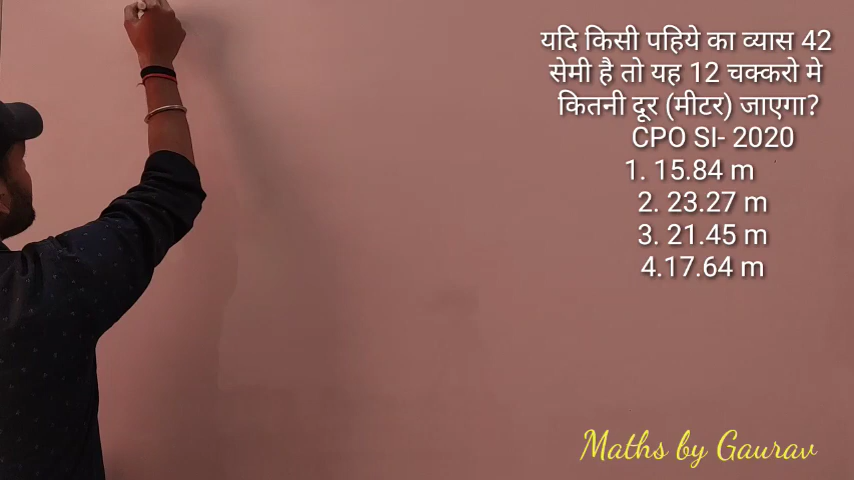 यदि किसी पहिये का व्यास 42
सेमी है तो यह 12 चक्करो मे
कितनी दूर (मीटर) जाएगा?
CPO SI- 2020
1. 15.84 m
2. 23.27 m
3. 21.45 m
4.17.64 m
Maths by Gaurav